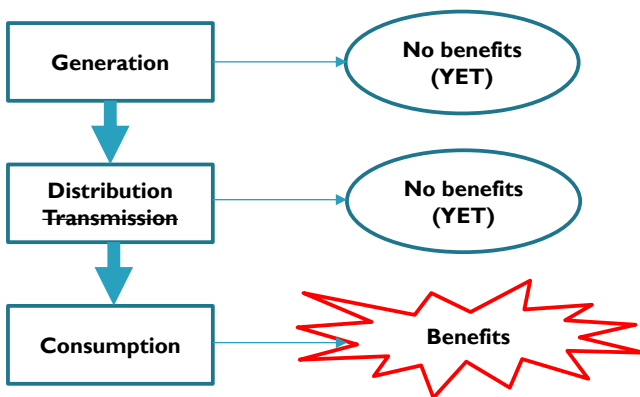 Generation
No benefits
(YET)
Distribution
Transmission
No benefits
(YET)
Consumption
Benefits